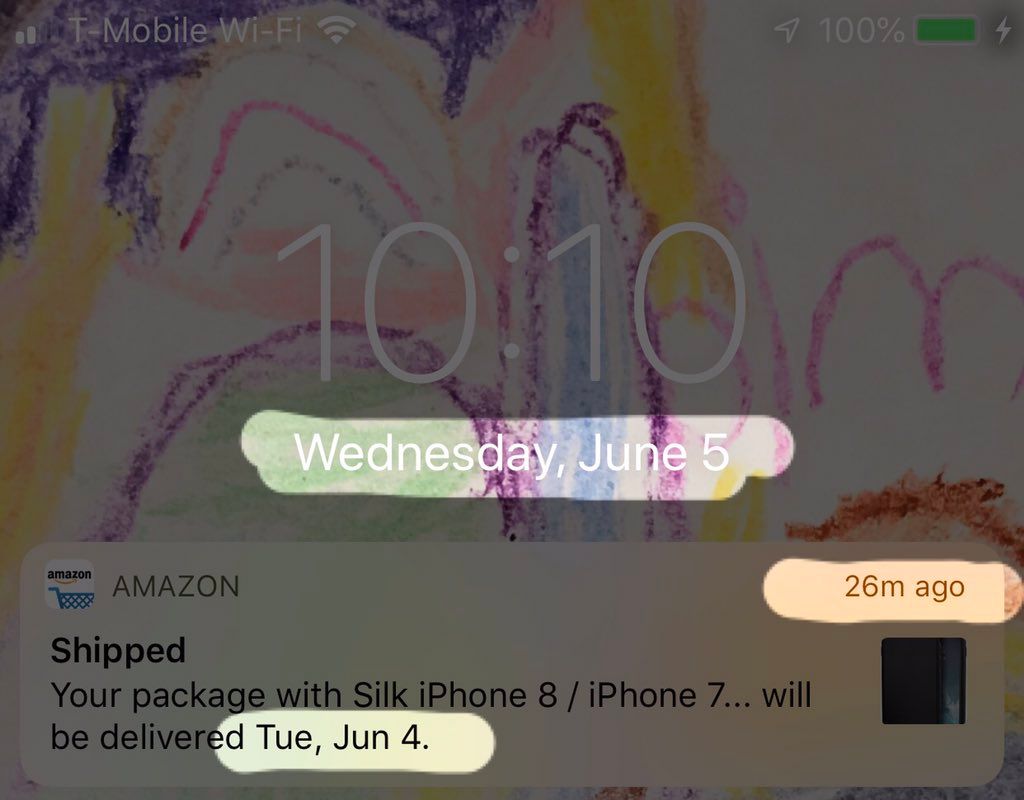 T-Mobile Wi-Fi 100%
10:10
Wednesday, June 5
amazon AMAZON 26m ago
Shipped
Your package with Silk iPhone 8 / iPhone 7... will
be delivered Tue, Jun 4.